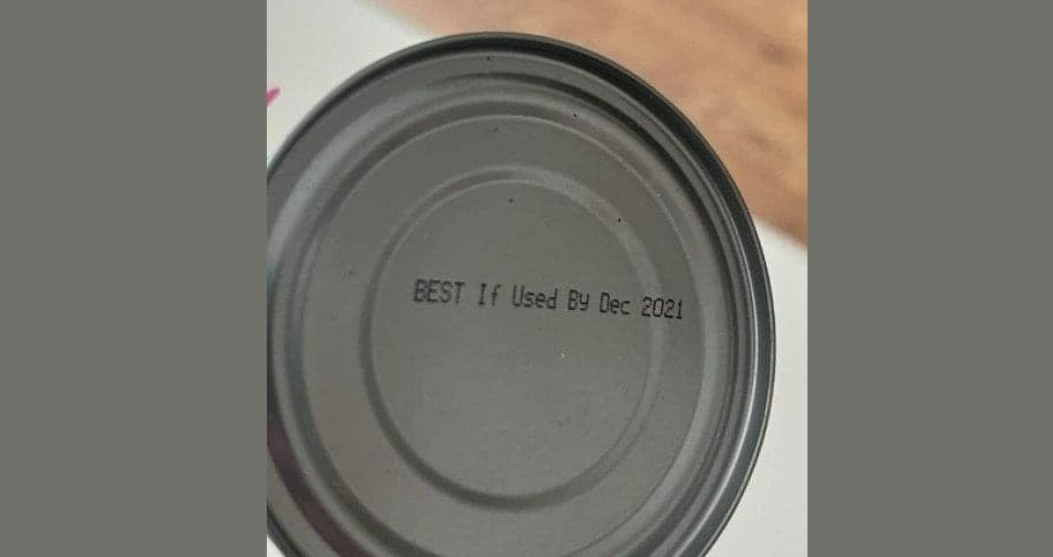 BEST If Used By Dec 2021